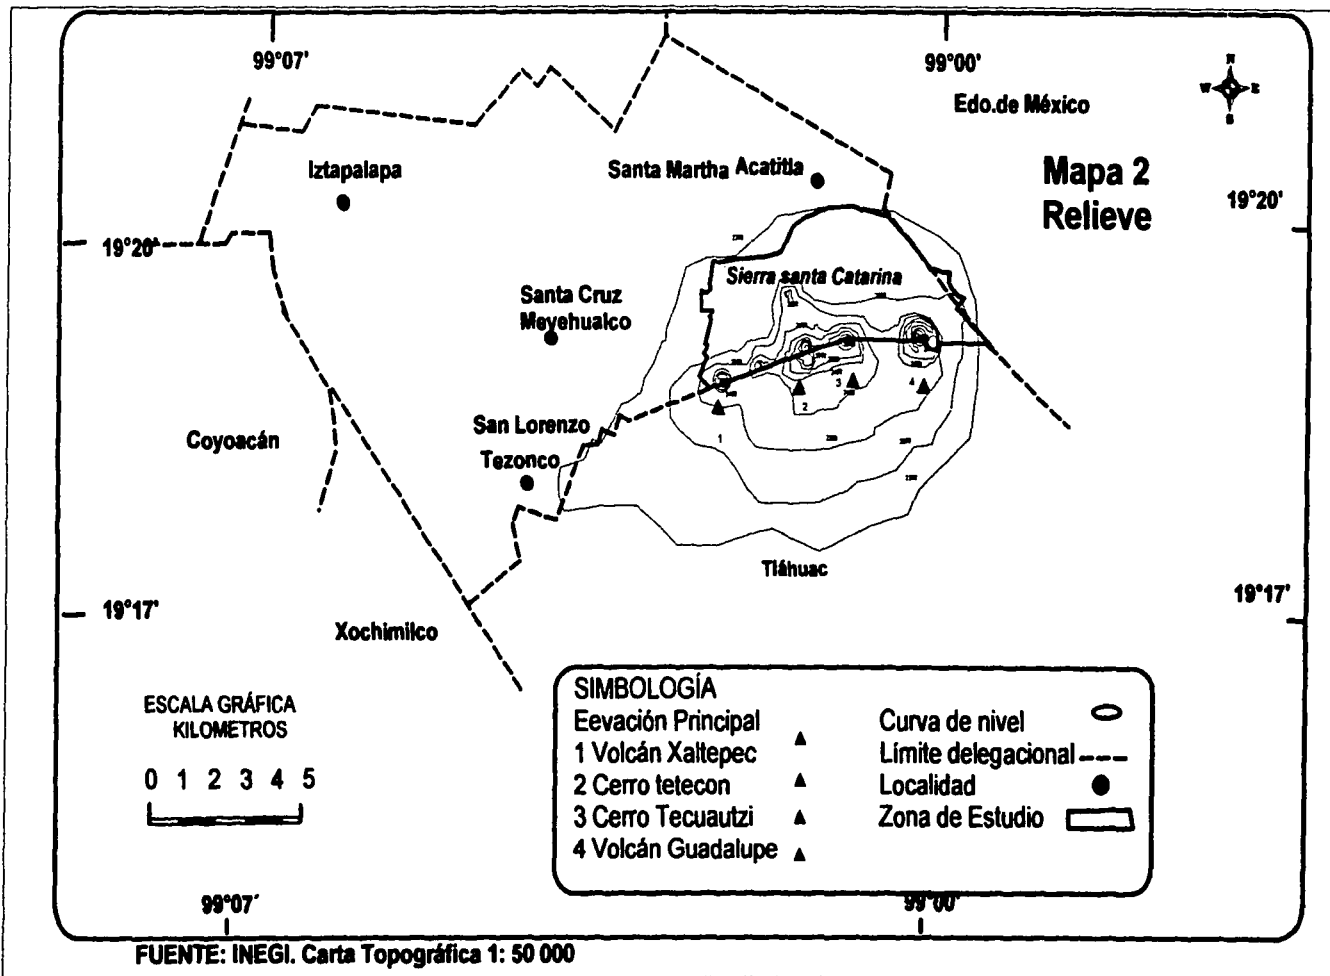 99°07'
99°00'
N
W E
S
Edo.de México
Mapa 2
Relieve
Iztapalapa
Santa Martha Acatitla
19°20'
19°20'
Sierra santa Catarina
Santa Cruz
Meyehualco
San Lorenzo
Tezonco
Coyoacán
1
2
3
4
Tláhuac
19°17'
19°17'
Xochimilco
ESCALA GRÁFICA
KILOMETROS
0 1 2 3 4 5
SIMBOLOGÍA
Eevación Principal
1 Volcán Xaltepec
2 Cerro tetecon
3 Cerro Tecuautzi
4 Volcán Guadalupe
Curva de nivel
Límite delegacional
Localidad
Zona de Estudio
99°07'
99°00'
FUENTE: INEGI. Carta Topográfica 1: 50 000